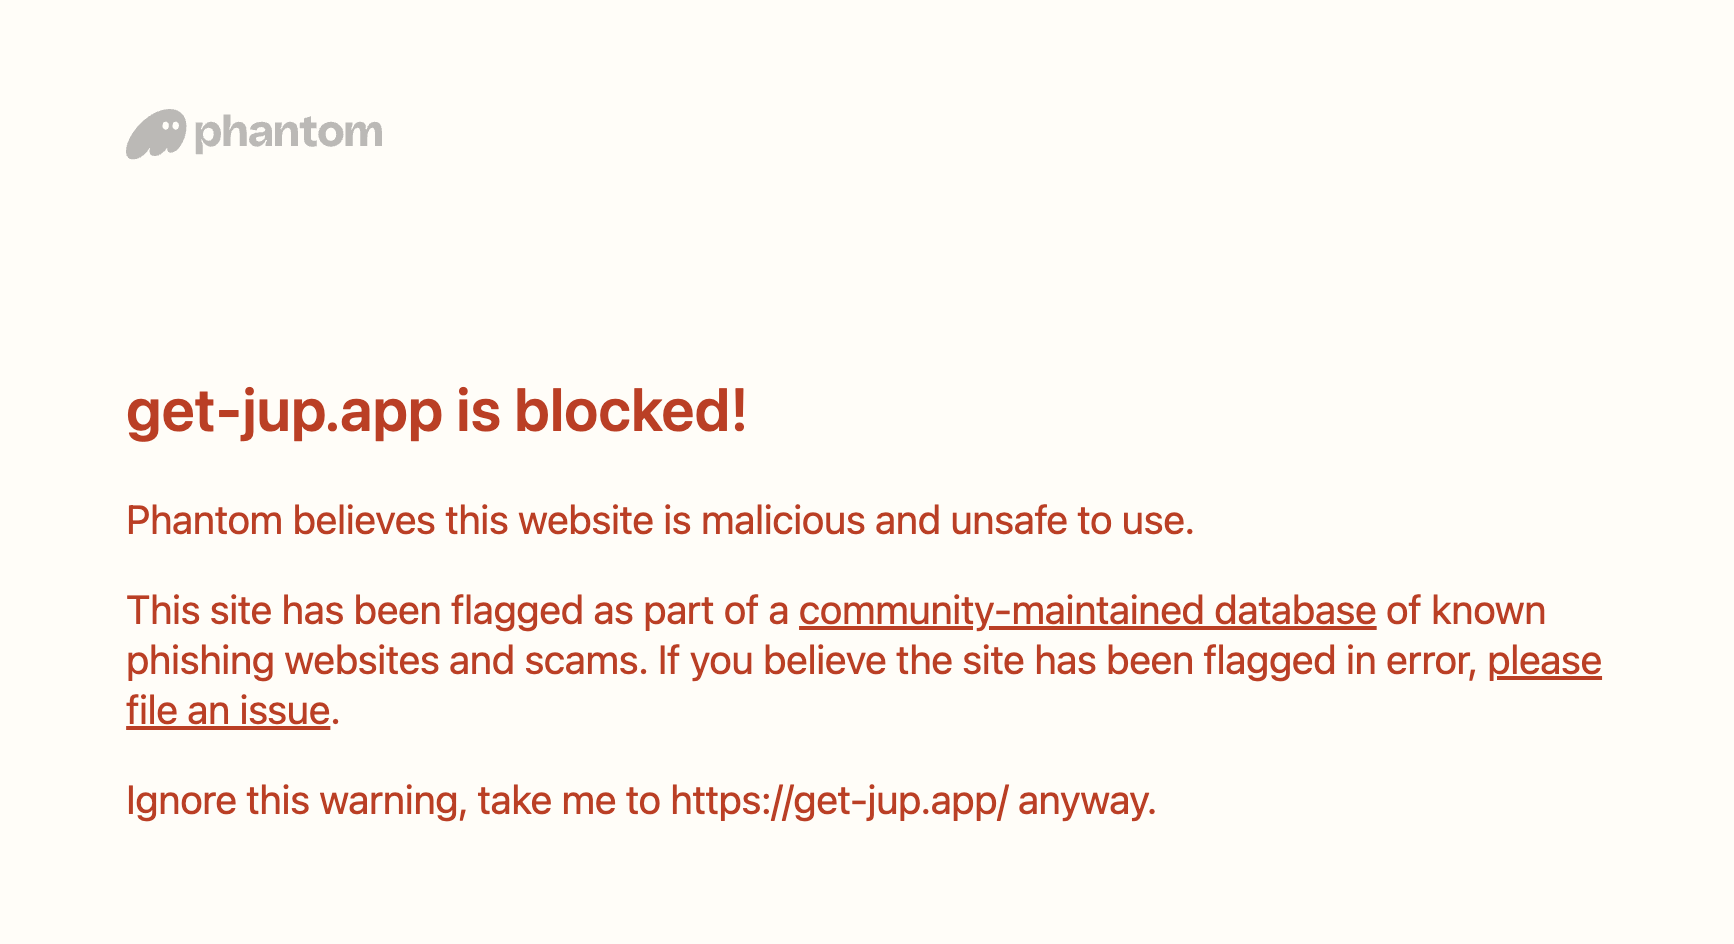 phantom
get-jup.app is blocked!
Phantom believes this website is malicious and unsafe to use.
This site has been flagged as part of a community-maintained database of known
phishing websites and scams. If you believe the site has been flagged in error, please
file an issue.
Ignore this warning, take me to https://get-jup.app/ anyway.